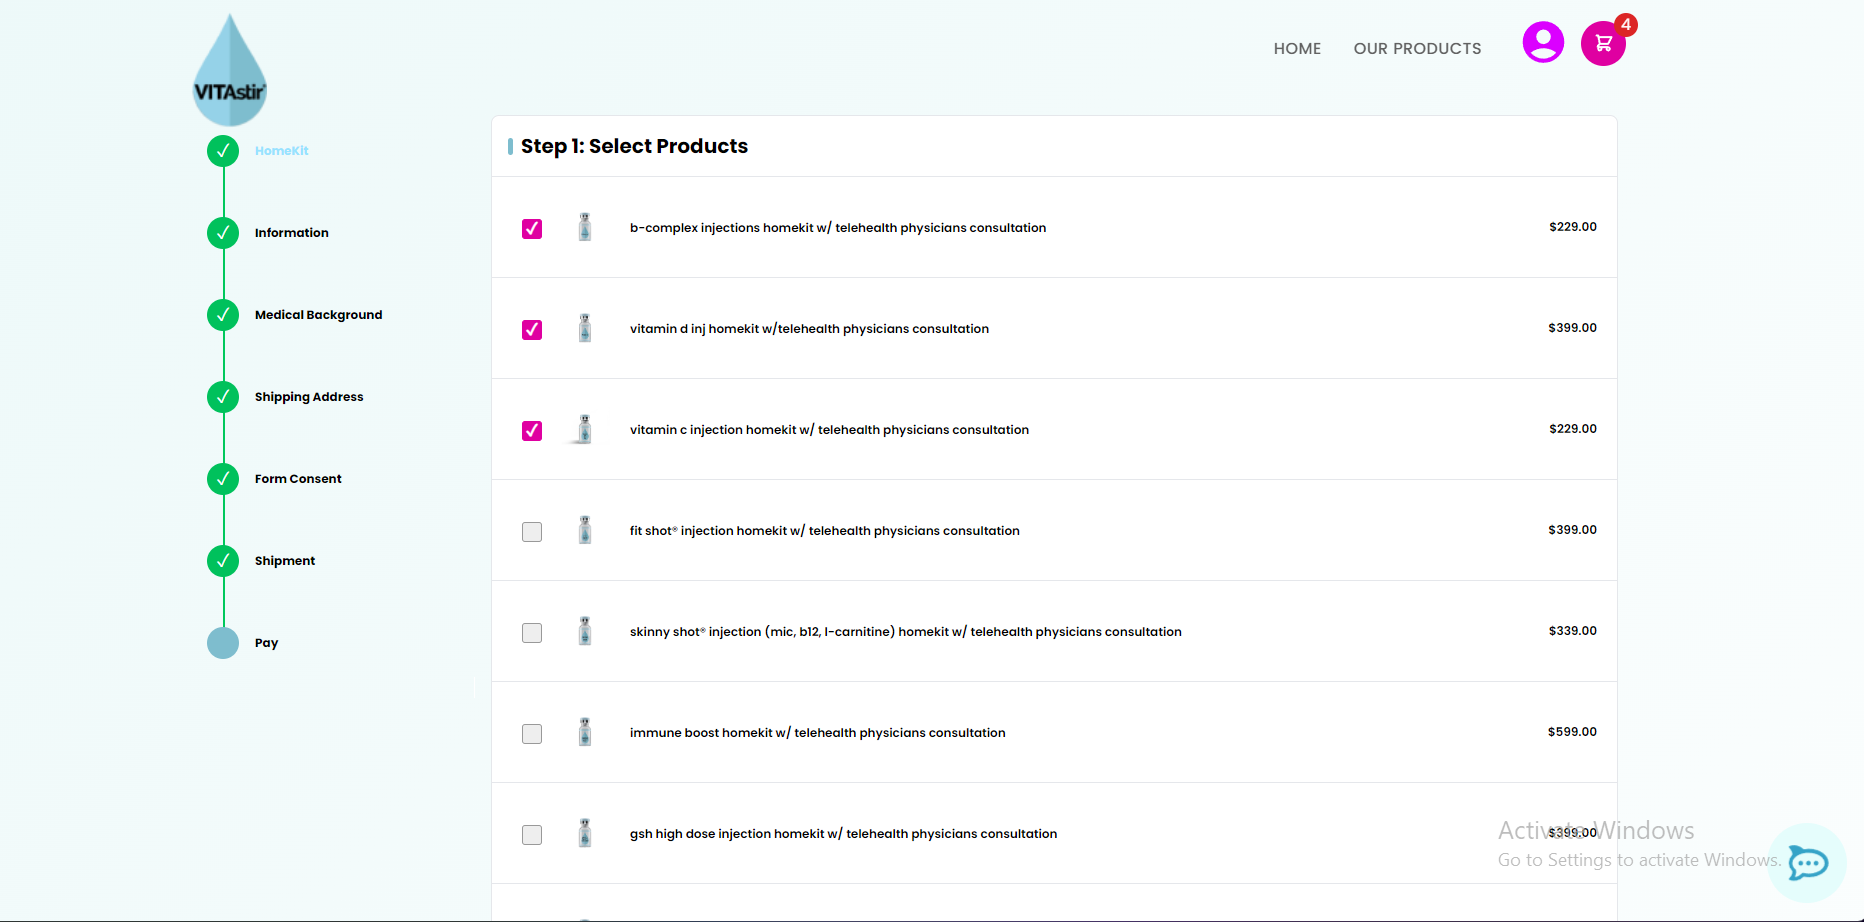 VITAstir
HOME
OUR PRODUCTS
4
HomeKit
Information
Medical Background
Shipping Address
Form Consent
Shipment
Pay
Step 1: Select Products
b-complex injections homekit w/ telehealth physicians consultation
$229.00
vitamin d inj homekit w/telehealth physicians consultation
$399.00
vitamin c injection homekit w/ telehealth physicians consultation
$229.00
fit shot® injection homekit w/ telehealth physicians consultation
$399.00
skinny shot® injection (mic, b12, l-carnitine) homekit w/ telehealth physicians consultation
$339.00
immune boost homekit w/ telehealth physicians consultation
$599.00
gsh high dose injection homekit w/ telehealth physicians consultation
$399.00
Activate Windows
Go to Settings to activate Windows.